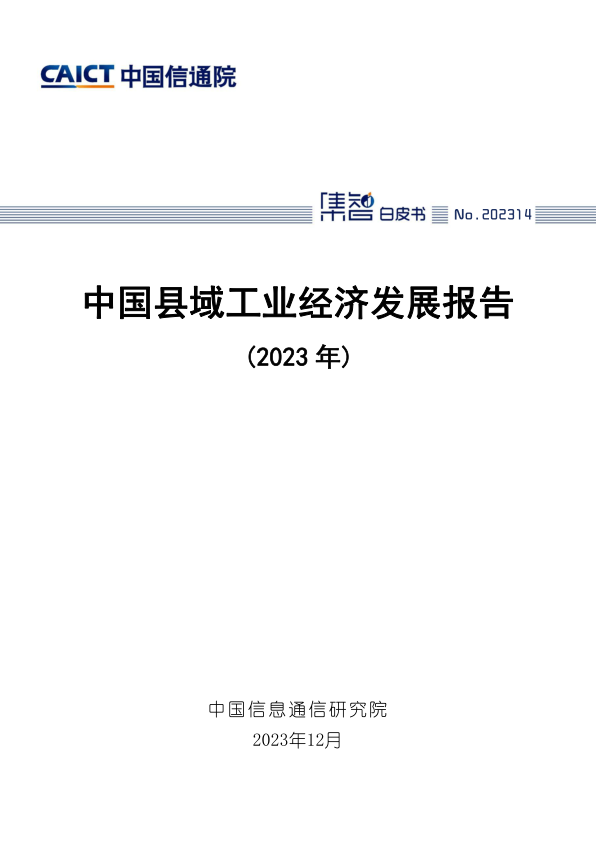 CAICT 中国信通院
集智白皮书 No.202314
中国县域工业经济发展报告
(2023 年)
中国信息通信研究院
2023年12月